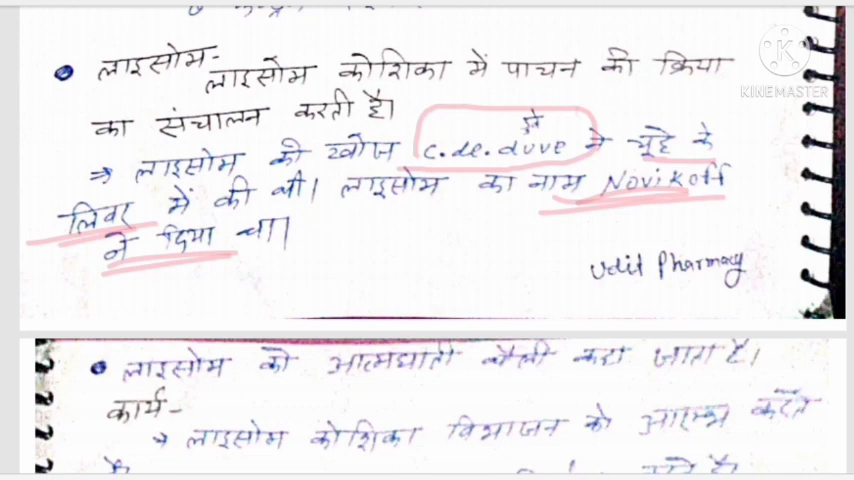 KINEMASTER
• लाइसोम-
लाइसोम कोशिका में पाचन की क्रिया
का संचालन करती है।
⇒ लाइसोम की खोज C.de.duve ने चूहे के
लिवर में की थी। लाइसोम का नाम Novikoff
ने दिया था।
Udit Pharmacy
• लाइसोम को आत्मघाती थैली कहा जाता है।
कार्य-
→ लाइसोम कोशिका विभाजन को आरम्भ करते